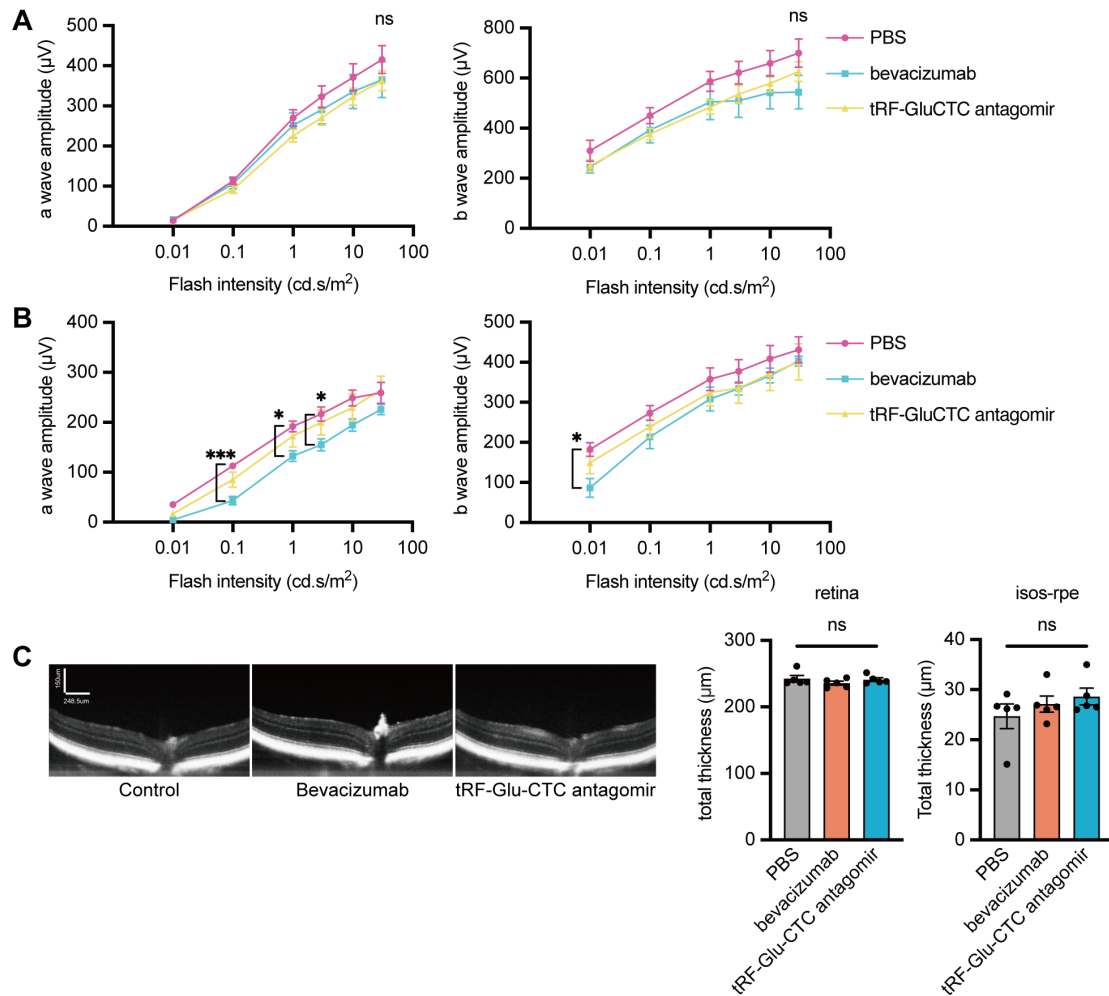 A
a wave amplitude (µV)
500
400
300
200
100
0
0.01 0.1 1 10 100
Flash intensity (cd.s/m²)
ns
b wave amplitude (µV)
800
600
400
200
0
0.01 0.1 1 10 100
Flash intensity (cd.s/m²)
ns
PBS
bevacizumab
tRF-GluCTC antagomir
B
a wave amplitude (µV)
400
300
200
100
0
0.01 0.1 1 10 100
Flash intensity (cd.s/m²)
***
*
*
b wave amplitude (µV)
500
400
300
200
100
0
0.01 0.1 1 10 100
Flash intensity (cd.s/m²)
*
PBS
bevacizumab
tRF-GluCTC antagomir
C
150um
248.5um
Control
Bevacizumab
tRF-Glu-CTC antagomir
retina
ns
total thickness (µm)
300
200
100
0
PBS
bevacizumab
tRF-Glu-CTC antagomir
isos-rpe
ns
Total thickness (µm)
40
30
20
10
0
PBS
bevacizumab
tRF-Glu-CTC antagomir